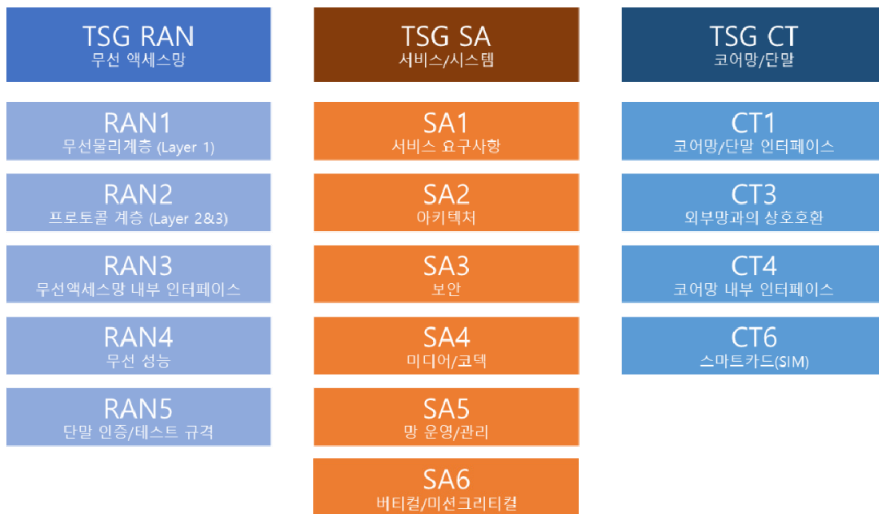 TSG RAN
무선 액세스망
RAN1
무선물리계층 (Layer 1)
RAN2
프로토콜 계층 (Layer 2&3)
RAN3
무선액세스망 내부 인터페이스
RAN4
무선 성능
RAN5
단말 인증/테스트 규격
TSG SA
서비스/시스템
SA1
서비스 요구사항
SA2
아키텍처
SA3
보안
SA4
미디어/코덱
SA5
망 운영/관리
SA6
버티컬/미션크리티컬
TSG CT
코어망/단말
CT1
코어망/단말 인터페이스
CT3
외부망과의 상호호환
CT4
코어망 내부 인터페이스
CT6
스마트카드(SIM)